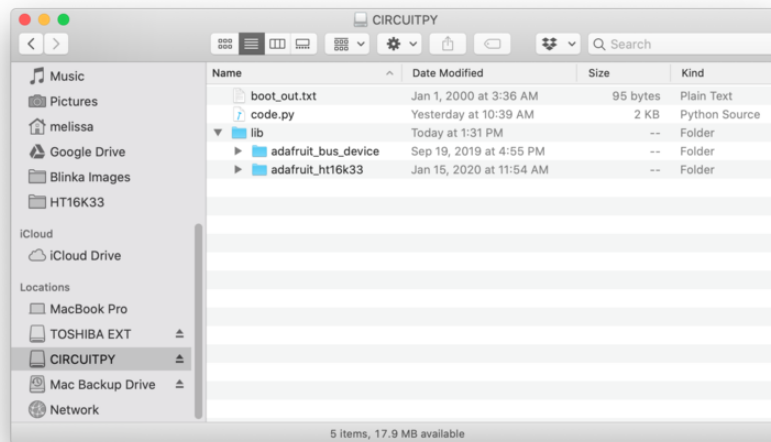 CIRCUITPY
Search
Name Date Modified Size Kind
boot_out.txt Jan 1, 2000 at 3:36 AM 95 bytes Plain Text
code.py Yesterday at 10:39 AM 2 KB Python Source
lib Today at 1:31 PM -- Folder
adafruit_bus_device Sep 19, 2019 at 4:55 PM -- Folder
adafruit_ht16k33 Jan 15, 2020 at 11:54 AM -- Folder
Music
Pictures
melissa
Google Drive
Blinka Images
HT16K33
iCloud
iCloud Drive
Locations
MacBook Pro
TOSHIBA EXT
CIRCUITPY
Mac Backup Drive
Network
5 items, 17.9 MB available